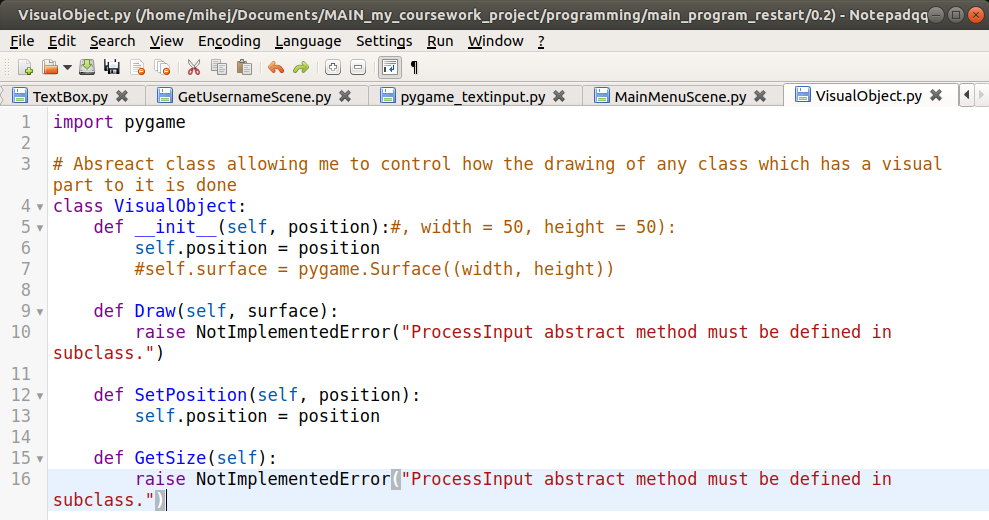 VisualObject.py (/home/mihej/Documents/MAIN_my_coursework_project/programming/main_program_restart/0.2) - Notepadqq
File Edit Search View Encoding Language Settings Run Window ?
TextBox.py GetUsernameScene.py pygame_textinput.py MainMenuScene.py VisualObject.py
1 import pygame
2
3 # Absreact class allowing me to control how the drawing of any class which has a visual
part to it is done
4 class VisualObject:
5 def __init__(self, position):#, width = 50, height = 50):
6 self.position = position
7 #self.surface = pygame.Surface((width, height))
8
9 def Draw(self, surface):
10 raise NotImplementedError("ProcessInput abstract method must be defined in
subclass.")
11
12 def SetPosition(self, position):
13 self.position = position
14
15 def GetSize(self):
16 raise NotImplementedError("ProcessInput abstract method must be defined in
subclass.")